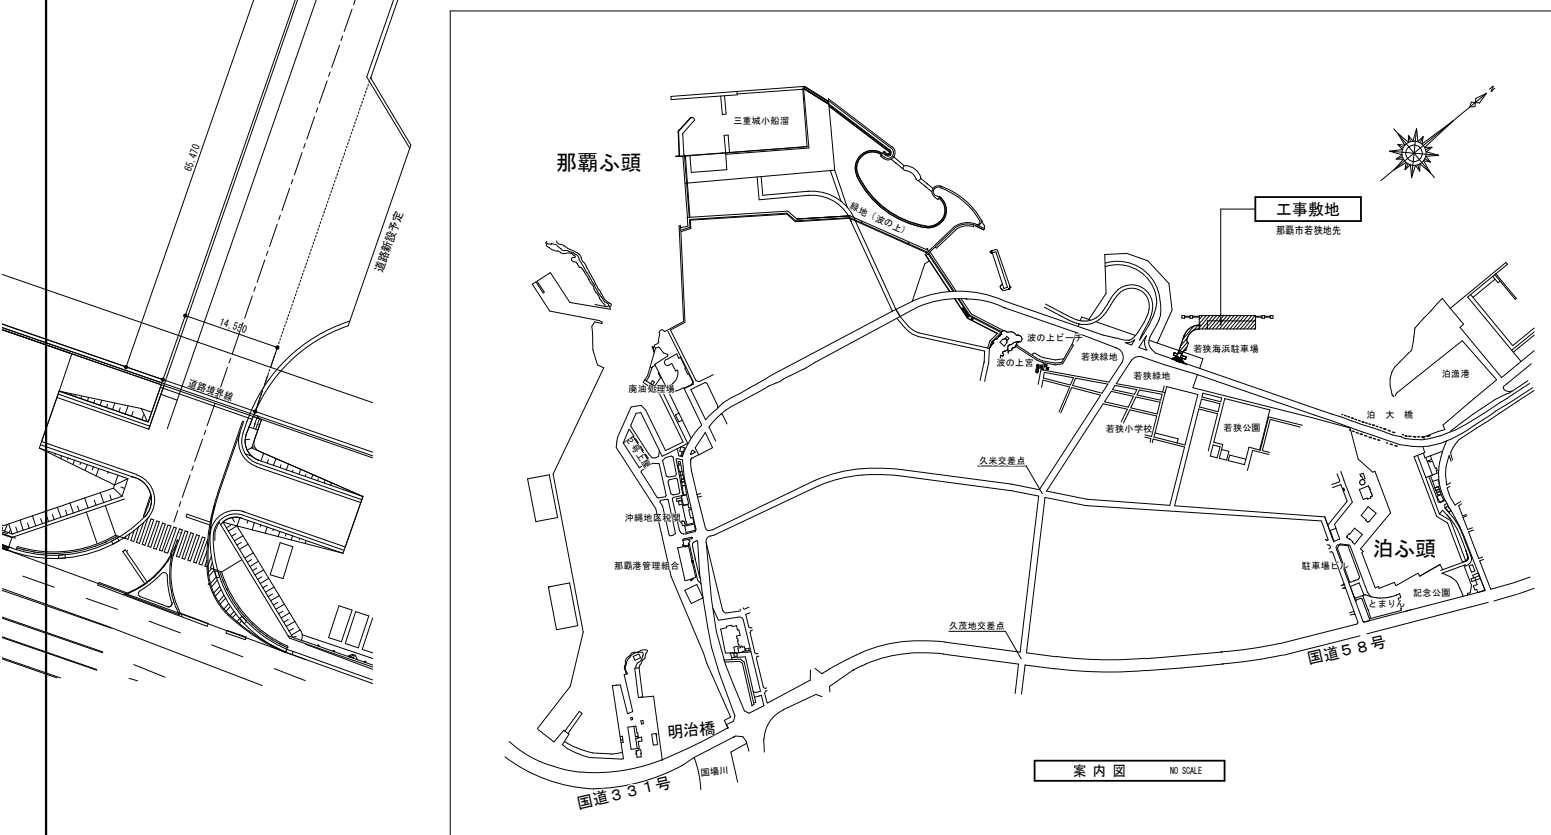 65,470
14,550
道路新設予定
道路境界線
三重城小船溜
那覇ふ頭
緑地（波の上）
N
工事敷地
那覇市若狭地先
波の上ビーチ
波の上宮
若狭緑地
若狭海浜駐車場
若狭緑地
泊漁港
泊大橋
廃油処理場
若狭小学校
若狭公園
久米交差点
沖縄地区税関
泊ふ頭
那覇港管理組合
駐車場ビル
記念公園
とまりん
久茂地交差点
国道５８号
明治橋
国場川
国道３３１号
案内図 NO SCALE